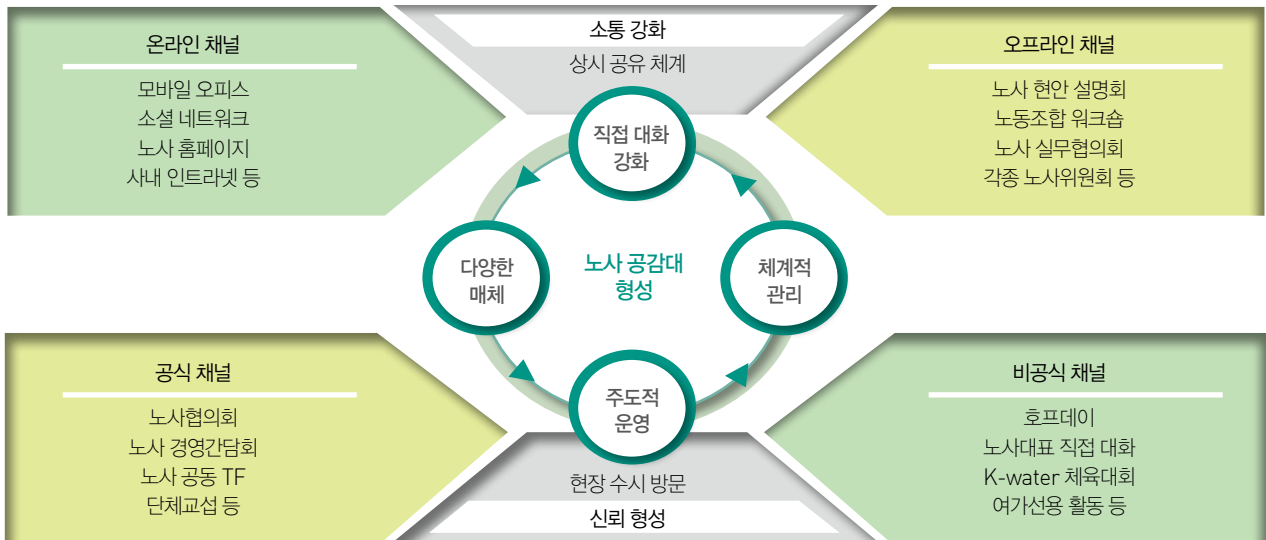 온라인 채널
모바일 오피스
소셜 네트워크
노사 홈페이지
사내 인트라넷 등
소통 강화
상시 공유 체계
오프라인 채널
노사 현안 설명회
노동조합 워크숍
노사 실무협의회
각종 노사위원회 등
직접 대화
강화
다양한
매체
노사 공감대
형성
체계적
관리
주도적
운영
공식 채널
노사협의회
노사 경영간담회
노사 공동 TF
단체교섭 등
현장 수시 방문
신뢰 형성
비공식 채널
호프데이
노사대표 직접 대화
K-water 체육대회
여가선용 활동 등